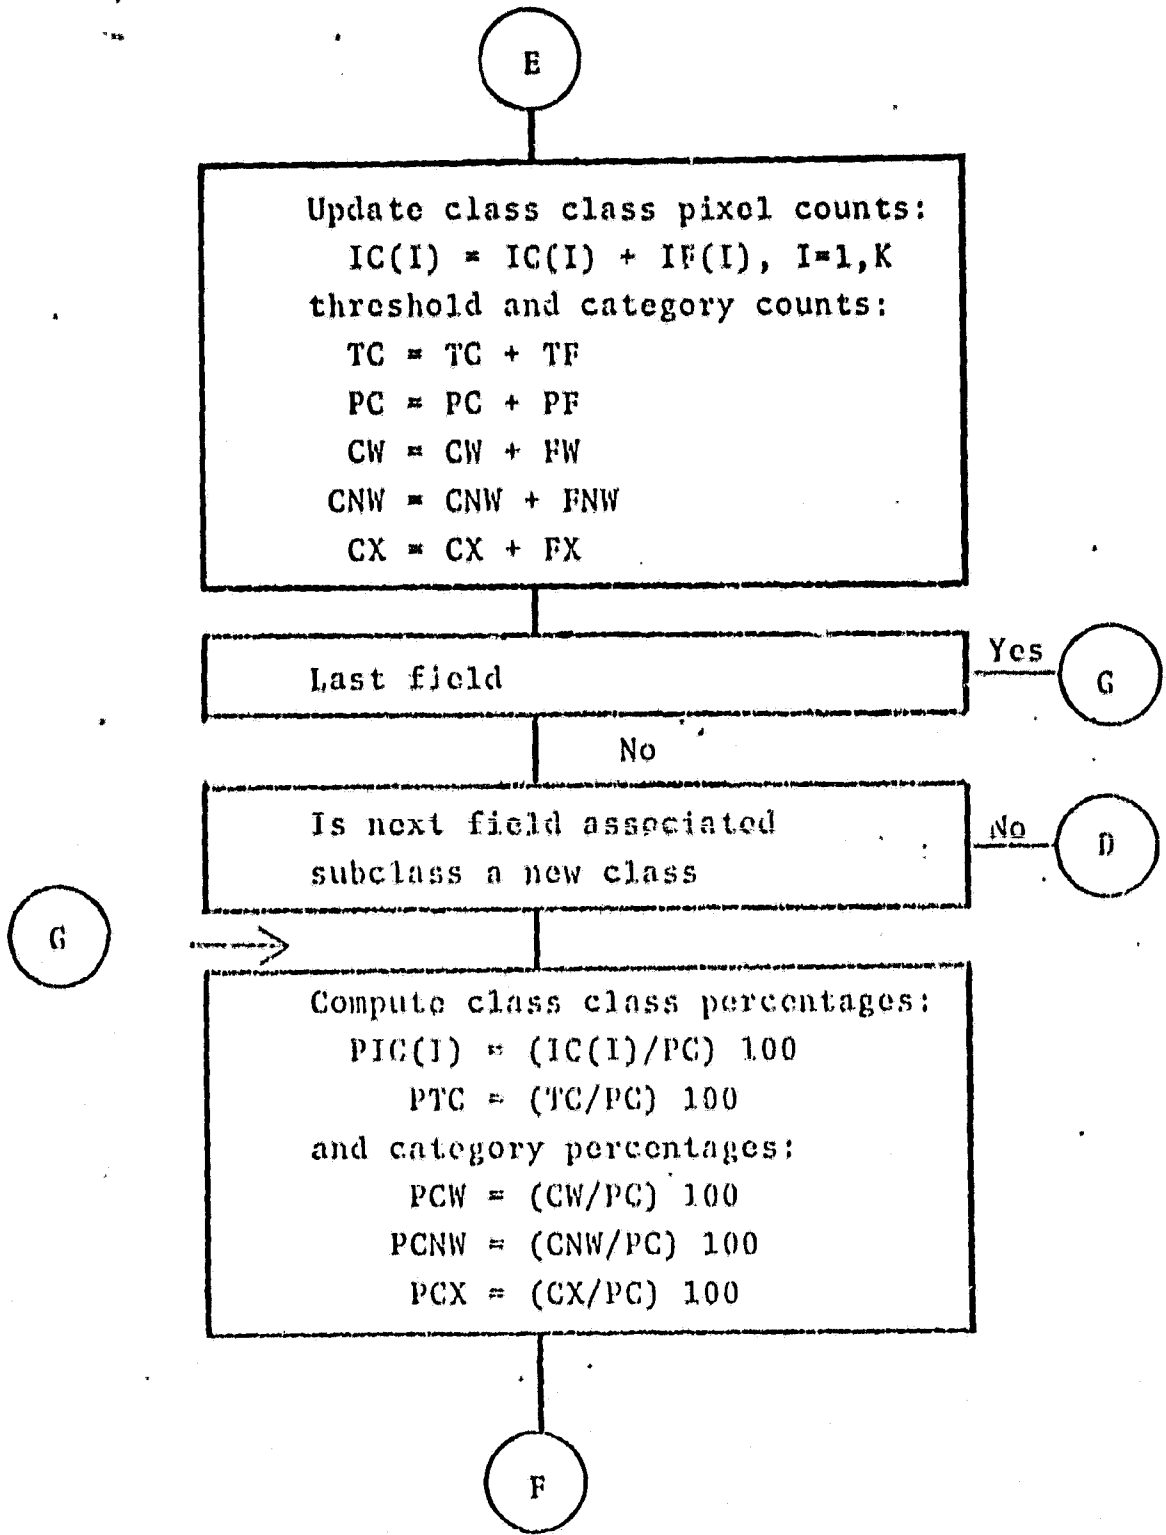 E
Update class class pixel counts:
IC(I) = IC(I) + IF(I), I=1,K
threshold and category counts:
TC = TC + TF
PC = PC + PF
CW = CW + FW
CNW = CNW + FNW
CX = CX + FX
Last field
Yes
G
No
Is next field associated
subclass a new class
No
D
G
Compute class class percentages:
PIC(I) = (IC(I)/PC) 100
PTC = (TC/PC) 100
and category percentages:
PCW = (CW/PC) 100
PCNW = (CNW/PC) 100
PCX = (CX/PC) 100
F